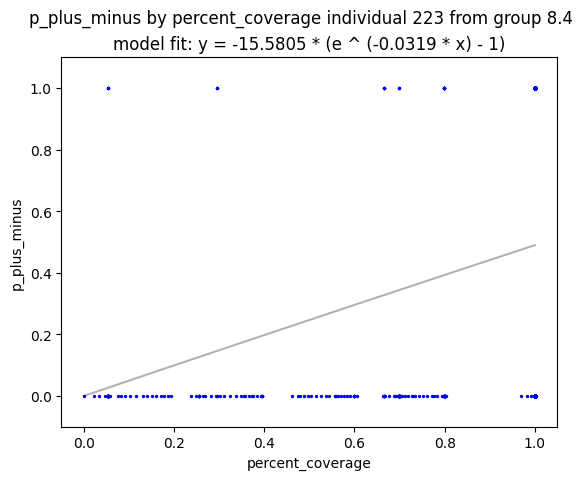 p_plus_minus by percent_coverage individual 223 from group 8.4
model fit: y = -15.5805 * (e ^ (-0.0319 * x) - 1)
1.0
0.8
0.6
0.4
0.2
0.0
p_plus_minus
0.0 0.2 0.4 0.6 0.8 1.0
percent_coverage